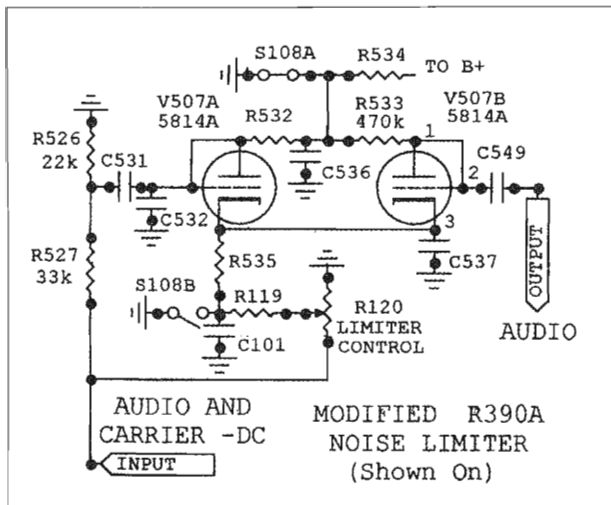 S108A
R534
TO B+
V507A
5814A
R532
R533
470k
V507B
5814A
1
R526
22k
C531
C536
2
C549
C532
3
R527
33k
R535
C537
OUTPUT
S108B
R119
R120
LIMITER
CONTROL
AUDIO
C101
AUDIO AND
CARRIER -DC
INPUT
MODIFIED R390A
NOISE LIMITER
(Shown On)